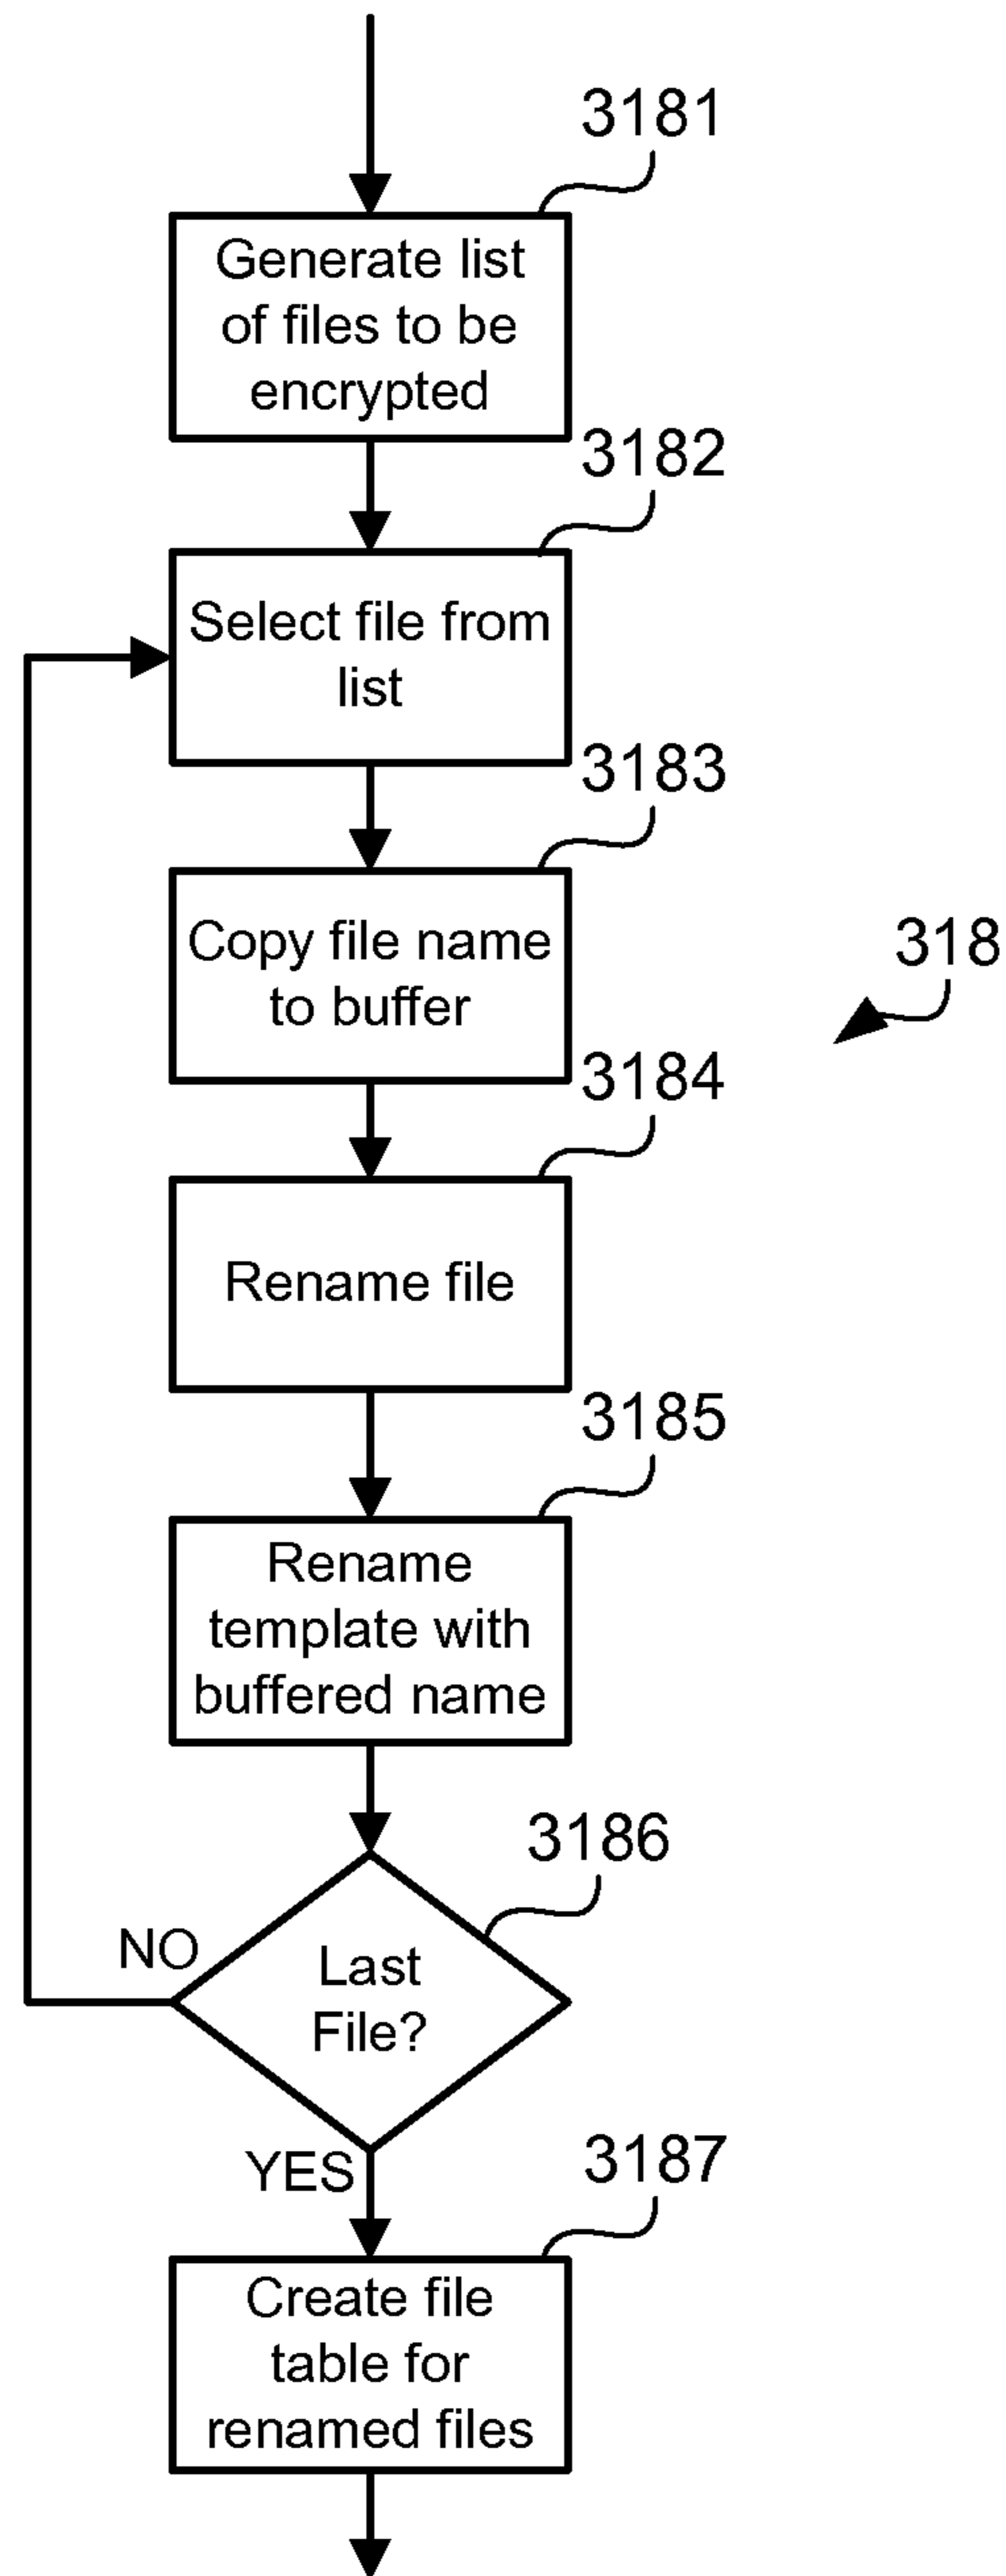 3181
Generate list
of files to be
encrypted
3182
Select file from
list
3183
Copy file name
to buffer
318
3184
Rename file
3185
Rename
template with
buffered name
3186
NO
Last
File?
YES
3187
Create file
table for
renamed files